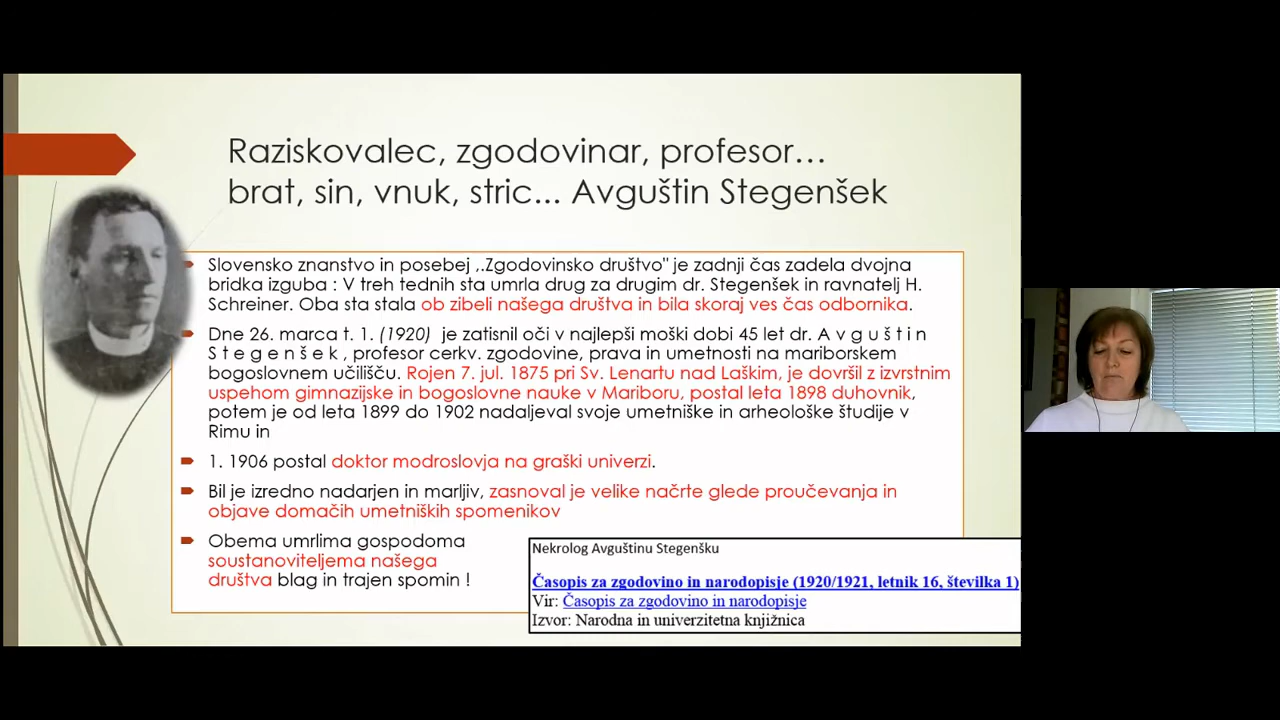 Raziskovalec, zgodovinar, profesor…
brat, sin, vnuk, stric... Avguštin Stegenšek
Slovensko znanstvo in posebej ,,Zgodovinsko društvo" je zadnji čas zadela dvojna
bridka izguba : V treh tednih sta umrla drug za drugim dr. Stegenšek in ravnatelj H.
Schreiner. Oba sta stala ob zibeli našega društva in bila skoraj ves čas odbornika.
Dne 26. marca t. 1. (1920) je zatisnil oči v najlepši moški dobi 45 let dr. A v g u š t i n
S t e g e n š e k , profesor cerkv. zgodovine, prava in umetnosti na mariborskem
bogoslovnem učilišču. Rojen 7. jul. 1875 pri Sv. Lenartu nad Laškim, je dovršil z izvrstnim
uspehom gimnazijske in bogoslovne nauke v Mariboru, postal leta 1898 duhovnik,
potem je od leta 1899 do 1902 nadaljeval svoje umetniške in arheološke študije v
Rimu in
1. 1906 postal doktor modroslovja na graški univerzi.
Bil je izredno nadarjen in marljiv, zasnoval je velike načrte glede proučevanja in
objave domačih umetniških spomenikov
Obema umrlima gospodoma
soustanoviteljema našega
društva blag in trajen spomin !
Nekrolog Avguštinu Stegenšku
Časopis za zgodovino in narodopisje (1920/1921, letnik 16, številka 1)
Vir: Časopis za zgodovino in narodopisje
Izvor: Narodna in univerzitetna knjižnica